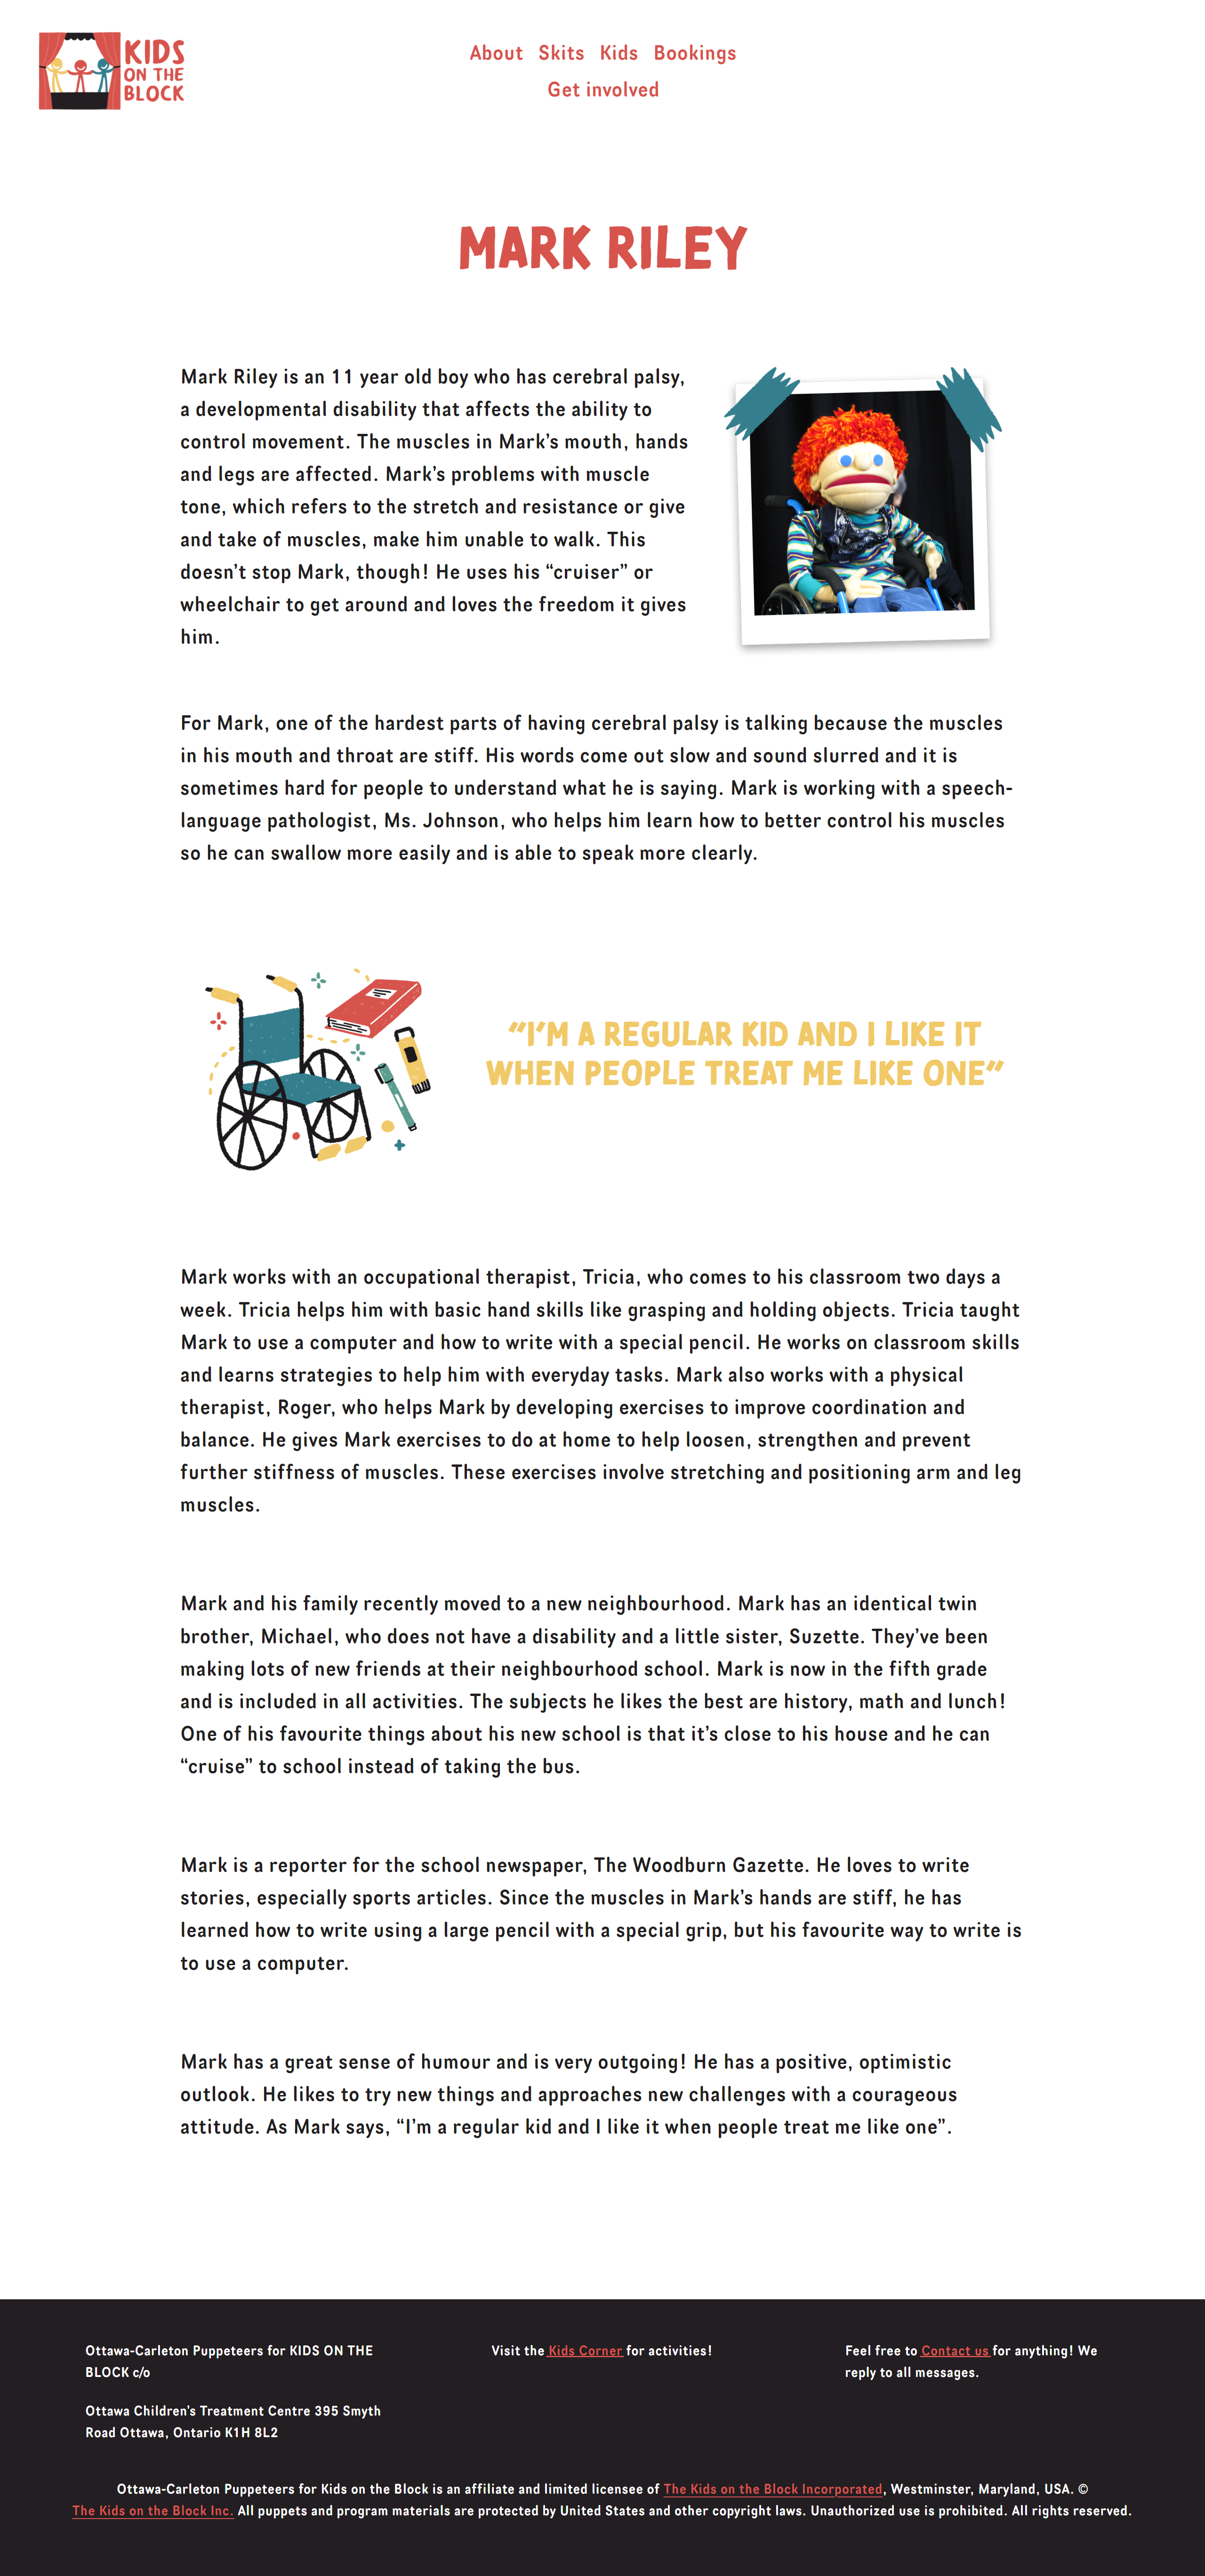 KIDS
ON THE
BLOCK
About Skits Kids Bookings
Get involved
MARK RILEY
Mark Riley is an 11 year old boy who has cerebral palsy,
a developmental disability that affects the ability to
control movement. The muscles in Mark’s mouth, hands
and legs are affected. Mark’s problems with muscle
tone, which refers to the stretch and resistance or give
and take of muscles, make him unable to walk. This
doesn’t stop Mark, though! He uses his “cruiser” or
wheelchair to get around and loves the freedom it gives
him.
For Mark, one of the hardest parts of having cerebral palsy is talking because the muscles
in his mouth and throat are stiff. His words come out slow and sound slurred and it is
sometimes hard for people to understand what he is saying. Mark is working with a speech-
language pathologist, Ms. Johnson, who helps him learn how to better control his muscles
so he can swallow more easily and is able to speak more clearly.
“I’M A REGULAR KID AND I LIKE IT
WHEN PEOPLE TREAT ME LIKE ONE”
Mark works with an occupational therapist, Tricia, who comes to his classroom two days a
week. Tricia helps him with basic hand skills like grasping and holding objects. Tricia taught
Mark to use a computer and how to write with a special pencil. He works on classroom skills
and learns strategies to help him with everyday tasks. Mark also works with a physical
therapist, Roger, who helps Mark by developing exercises to improve coordination and
balance. He gives Mark exercises to do at home to help loosen, strengthen and prevent
further stiffness of muscles. These exercises involve stretching and positioning arm and leg
muscles.
Mark and his family recently moved to a new neighbourhood. Mark has an identical twin
brother, Michael, who does not have a disability and a little sister, Suzette. They’ve been
making lots of new friends at their neighbourhood school. Mark is now in the fifth grade
and is included in all activities. The subjects he likes the best are history, math and lunch!
One of his favourite things about his new school is that it’s close to his house and he can
“cruise” to school instead of taking the bus.
Mark is a reporter for the school newspaper, The Woodburn Gazette. He loves to write
stories, especially sports articles. Since the muscles in Mark’s hands are stiff, he has
learned how to write using a large pencil with a special grip, but his favourite way to write is
to use a computer.
Mark has a great sense of humour and is very outgoing! He has a positive, optimistic
outlook. He likes to try new things and approaches new challenges with a courageous
attitude. As Mark says, “I’m a regular kid and I like it when people treat me like one”.
Ottawa-Carleton Puppeteers for KIDS ON THE
BLOCK c/o
Ottawa Children’s Treatment Centre 395 Smyth
Road Ottawa, Ontario K1H 8L2
Visit the Kids Corner for activities!
Feel free to Contact us for anything! We
reply to all messages.
Ottawa-Carleton Puppeteers for Kids on the Block is an affiliate and limited licensee of The Kids on the Block Incorporated, Westminster, Maryland, USA. ©
The Kids on the Block Inc. All puppets and program materials are protected by United States and other copyright laws. Unauthorized use is prohibited. All rights reserved.